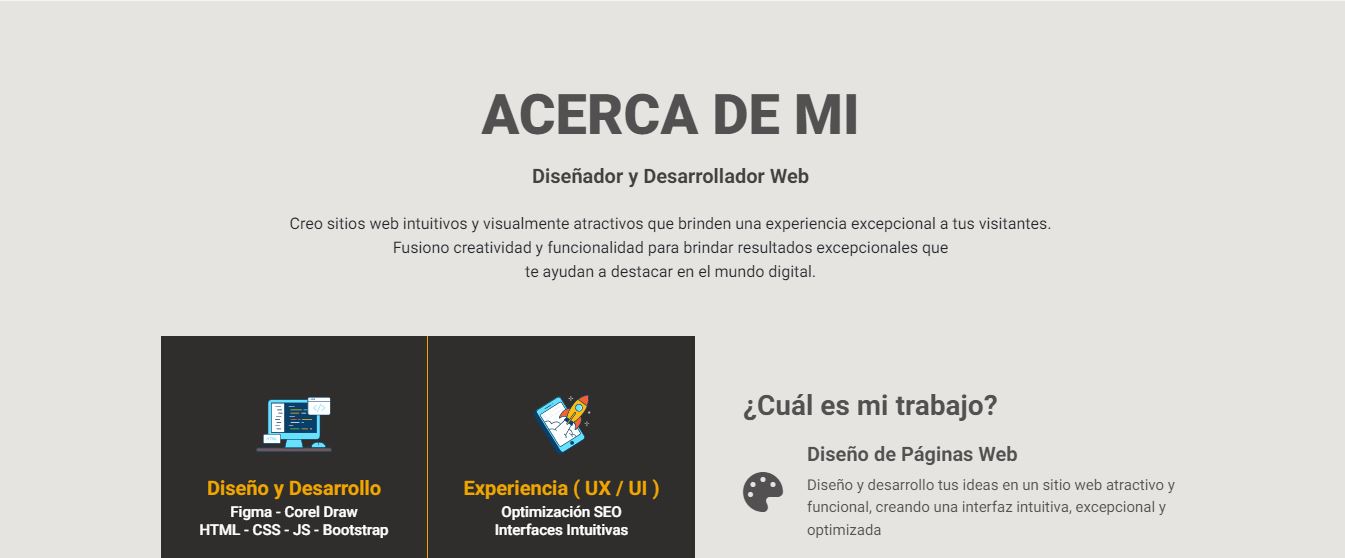 ACERCA DE MI
Diseñador y Desarrollador Web
Creo sitios web intuitivos y visualmente atractivos que brinden una experiencia excepcional a tus visitantes.
Fusiono creatividad y funcionalidad para brindar resultados excepcionales que
te ayudan a destacar en el mundo digital.
Diseño y Desarrollo
Figma - Corel Draw
HTML - CSS - JS - Bootstrap
Experiencia ( UX / UI )
Optimización SEO
Interfaces Intuitivas
¿Cuál es mi trabajo?
Diseño de Páginas Web
Diseño y desarrollo tus ideas en un sitio web atractivo y
funcional, creando una interfaz intuitiva, excepcional y
optimizada